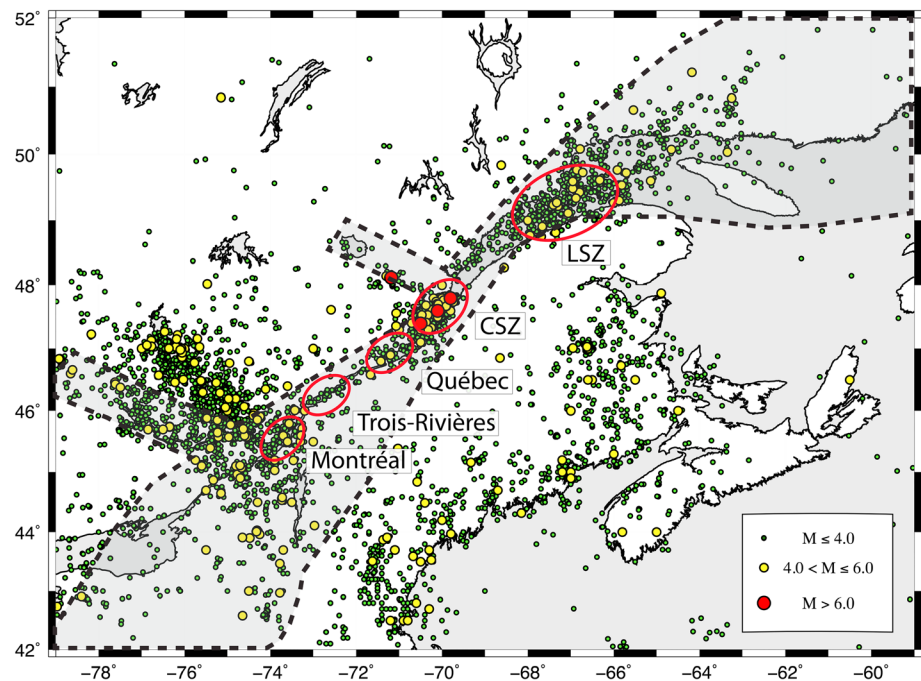 52°
50°
48°
46°
44°
42°
LSZ
CSZ
Québec
Trois-Rivières
Montréal
M ≤ 4.0
4.0 < M ≤ 6.0
M > 6.0
−78 −76 −74 −72 −70 −68 −66 −64 −62 −60